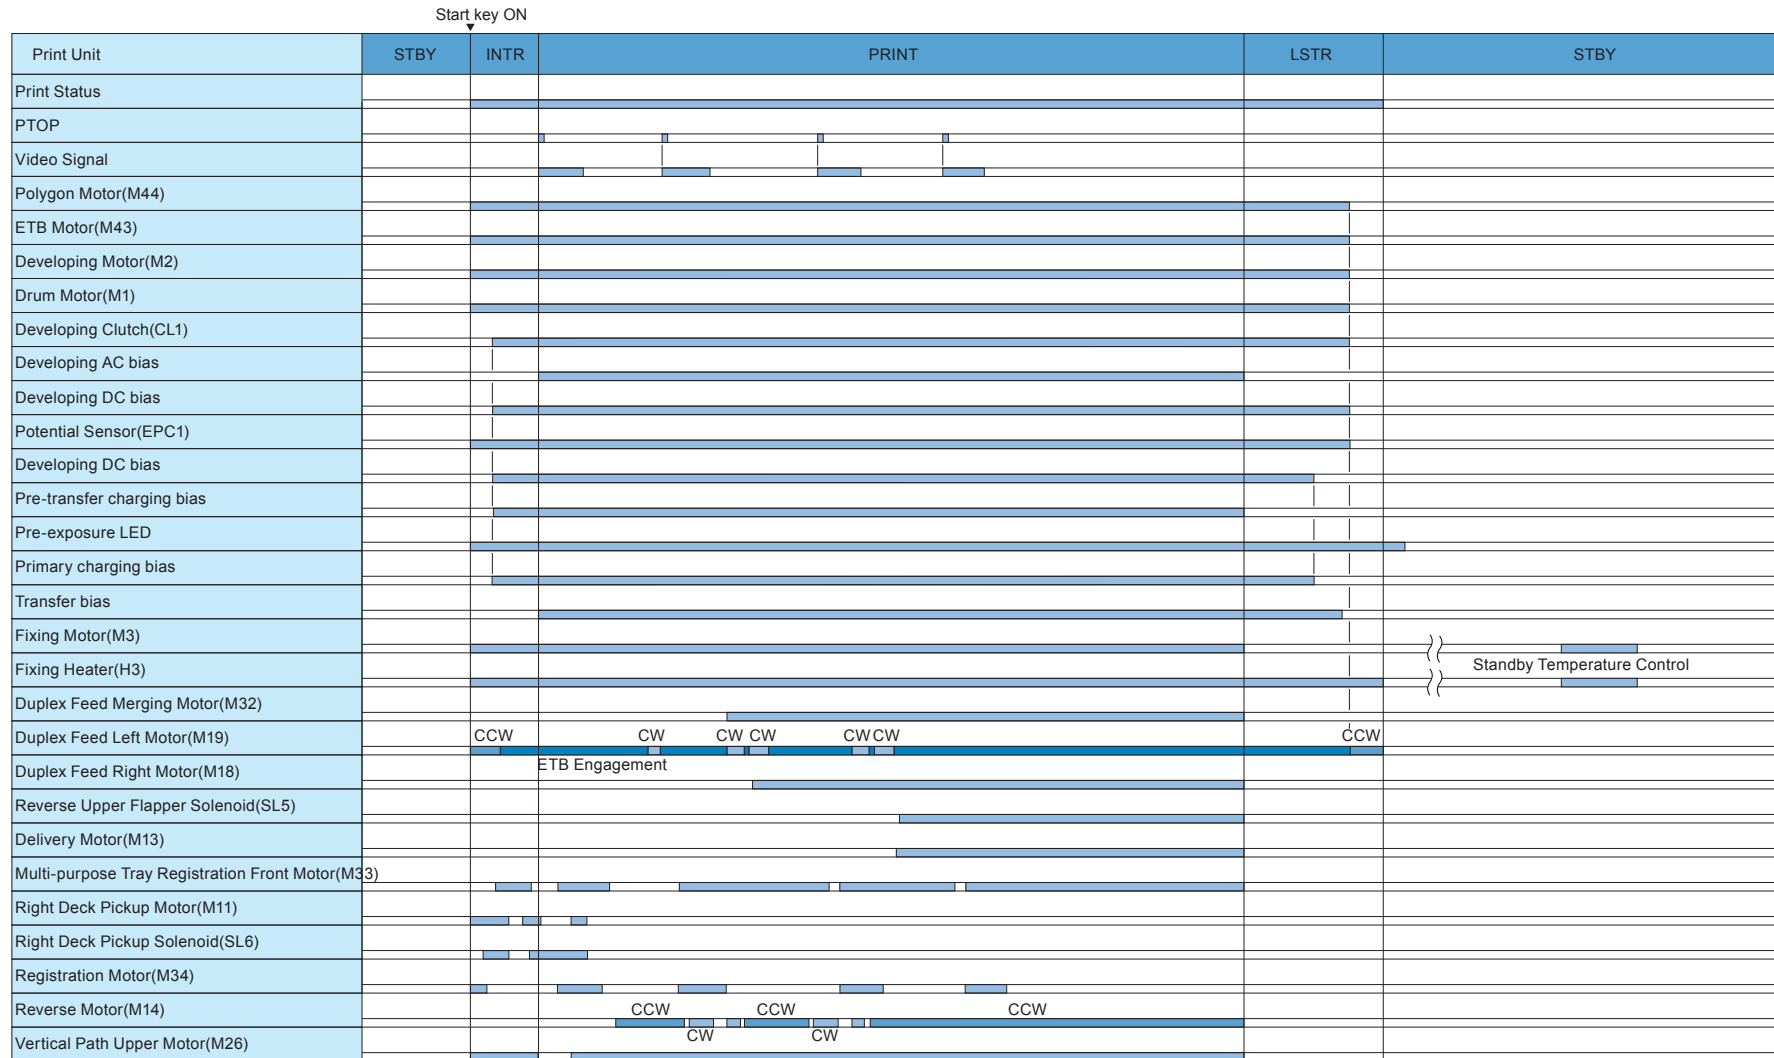 Start key ON
Print Unit STBY INTR PRINT LSTR STBY
Print Status
PTOP
Video Signal
Polygon Motor(M44)
ETB Motor(M43)
Developing Motor(M2)
Drum Motor(M1)
Developing Clutch(CL1)
Developing AC bias
Developing DC bias
Potential Sensor(EPC1)
Developing DC bias
Pre-transfer charging bias
Pre-exposure LED
Primary charging bias
Transfer bias
Fixing Motor(M3)
Fixing Heater(H3) Standby Temperature Control
Duplex Feed Merging Motor(M32)
Duplex Feed Left Motor(M19) CCW CW CW CW CW CW CCW
ETB Engagement
Duplex Feed Right Motor(M18)
Reverse Upper Flapper Solenoid(SL5)
Delivery Motor(M13)
Multi-purpose Tray Registration Front Motor(M33)
Right Deck Pickup Motor(M11)
Right Deck Pickup Solenoid(SL6)
Registration Motor(M34)
Reverse Motor(M14) CCW CCW CCW
CW CW
Vertical Path Upper Motor(M26)